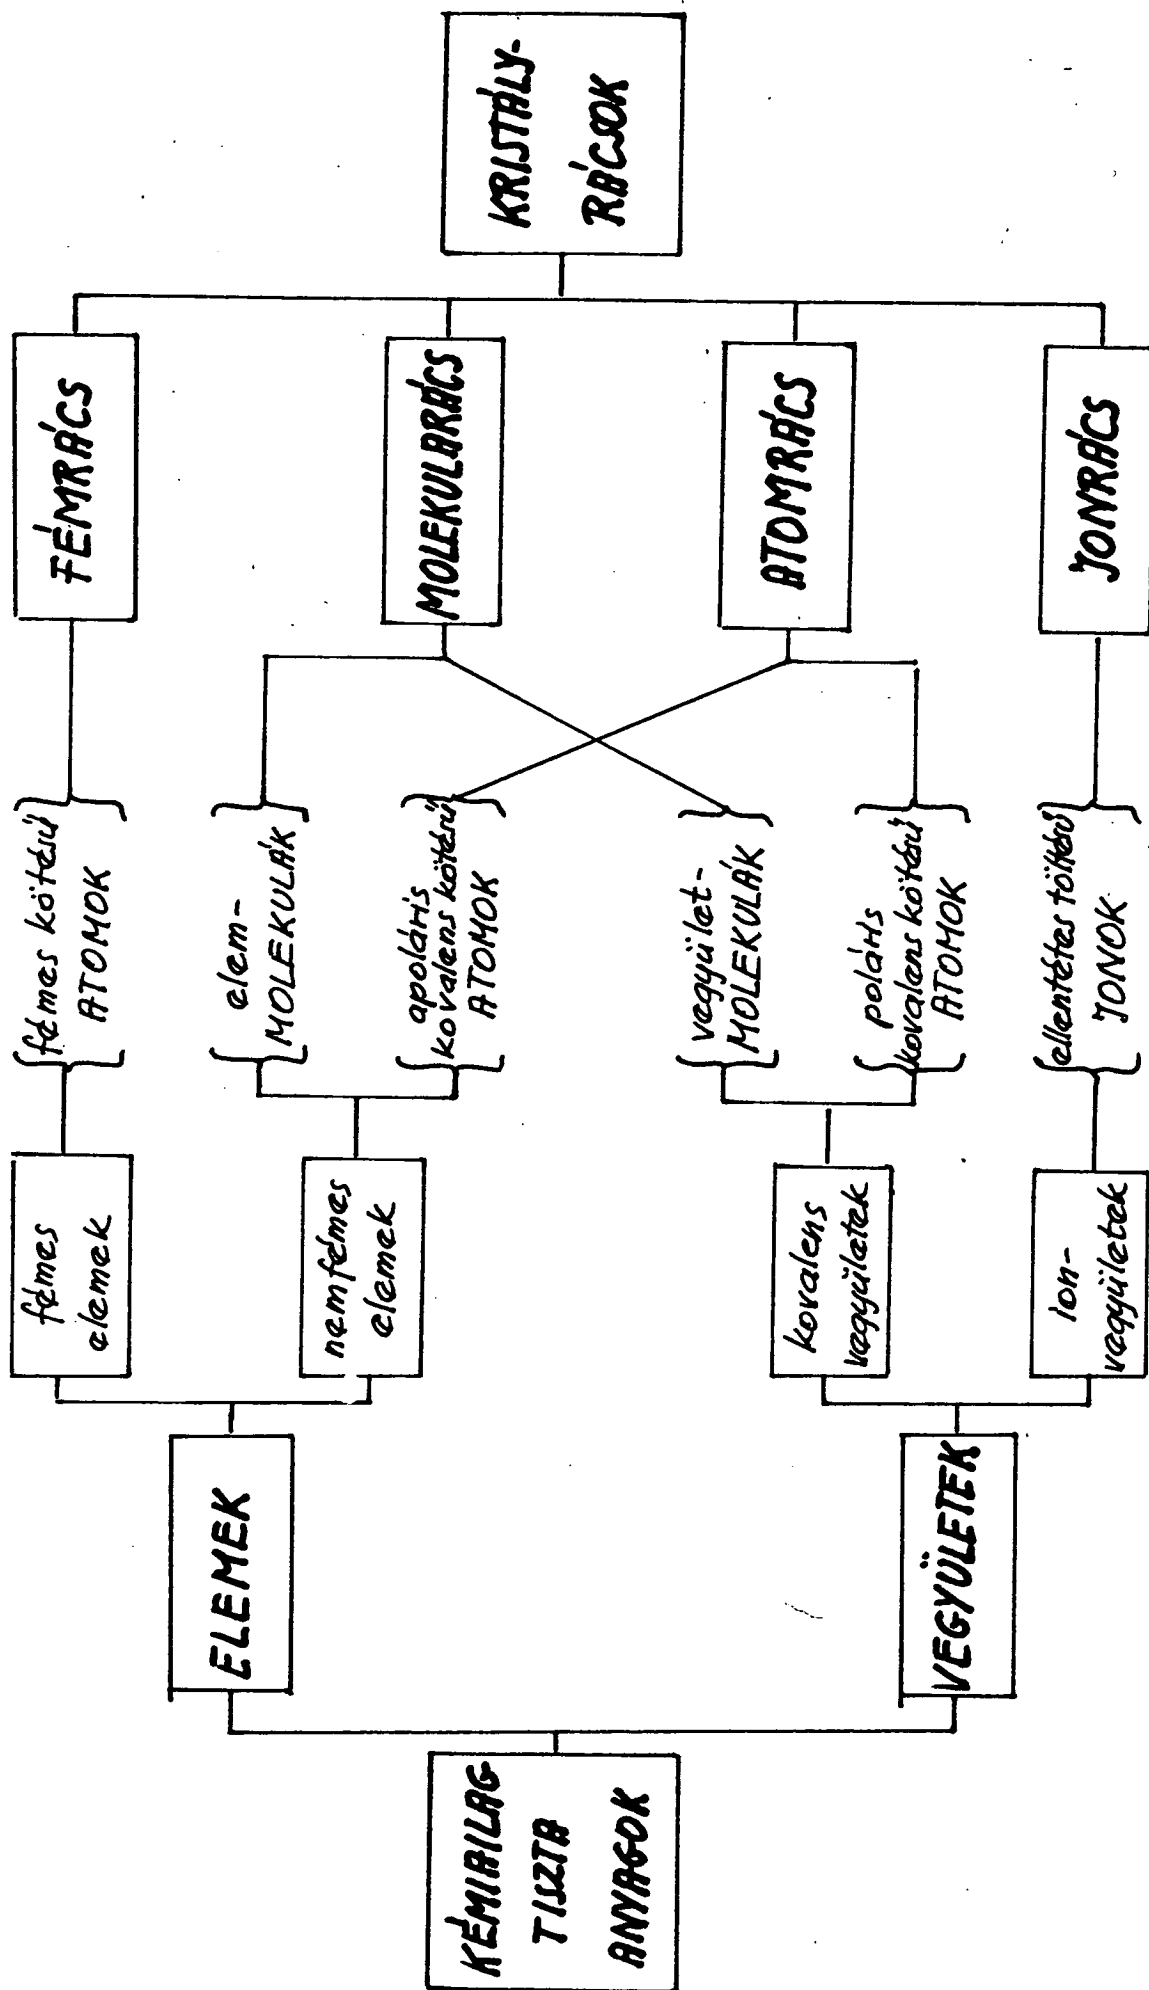 KÉMIAILAG
TISZTA
ANYAGOK
ELEMEK
VEGYÜLETEK
fémes
elemek
nemfémes
elemek
kovalens
vegyületek
ion-
vegyületek
fémes kötésű
ATOMOK
elem-
MOLEKULÁK
apoláris
kovalens kötésű
ATOMOK
vegyület-
MOLEKULÁK
poláris
kovalens kötésű
ATOMOK
ellentétes töltésű
IONOK
FÉMRÁCS
MOLEKULARÁCS
ATOMRÁCS
IONRÁCS
KRISTÁLY-
RÁCSOK